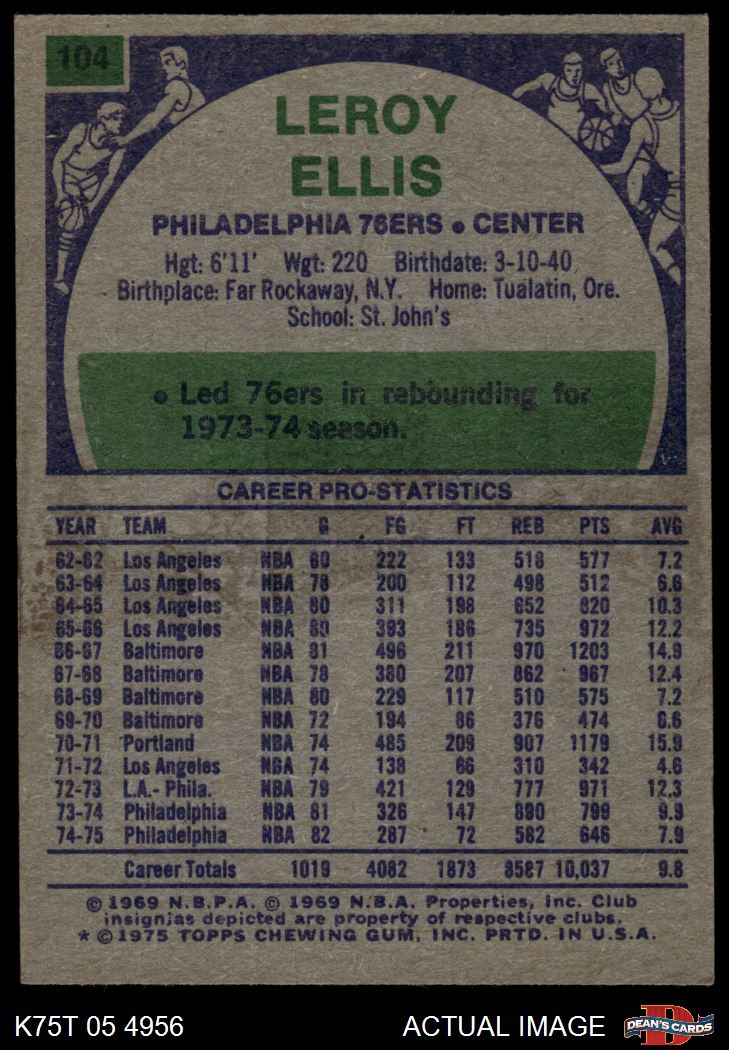 104
LEROY
ELLIS
PHILADELPHIA 76ERS • CENTER
Hgt: 6'11' Wgt: 220 Birthdate: 3-10-40
Birthplace: Far Rockaway, N.Y. Home: Tualatin, Ore.
School: St. John's
• Led 76ers in rebounding for
1973-74 season.
CAREER PRO-STATISTICS
YEAR TEAM G FG FT REB PTS AVG
62-62 Los Angeles NBA 80 222 133 518 577 7.2
63-64 Los Angeles NBA 78 200 112 498 512 6.6
64-65 Los Angeles NBA 80 311 198 652 820 10.3
65-66 Los Angeles NBA 80 393 186 735 972 12.2
66-67 Baltimore NBA 81 496 211 970 1203 14.9
67-68 Baltimore NBA 78 380 207 862 967 12.4
68-69 Baltimore NBA 80 229 117 510 575 7.2
69-70 Baltimore NBA 72 194 86 376 474 6.6
70-71 Portland NBA 74 485 209 907 1179 15.9
71-72 Los Angeles NBA 74 138 66 310 342 4.6
72-73 L.A.- Phila. NBA 79 421 129 777 971 12.3
73-74 Philadelphia NBA 81 326 147 890 799 9.9
74-75 Philadelphia NBA 82 287 72 582 646 7.9
Career Totals 1019 4082 1873 8587 10,037 9.8
© 1969 N.B.P.A. © 1969 N.B.A. Properties, Inc. Club
insignias depicted are property of respective clubs.
* © 1975 TOPPS CHEWING GUM, INC. PRTD. IN U.S.A.
K75T 05 4956 ACTUAL IMAGE DEAN'S CARDS